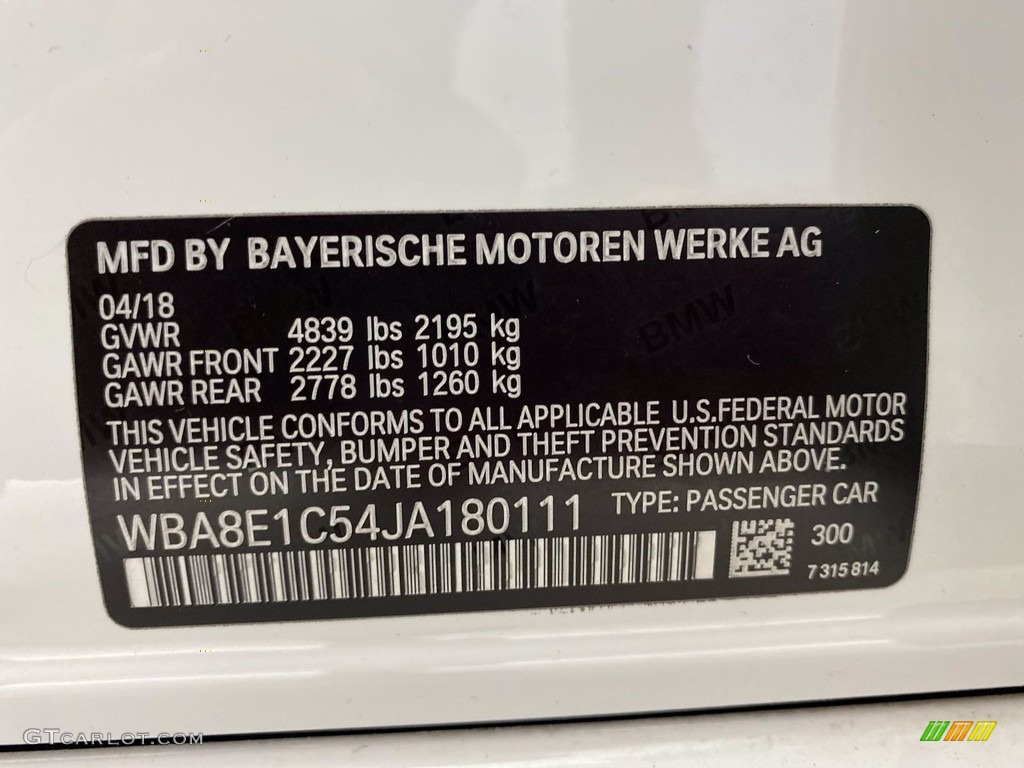 MFD BY BAYERISCHE MOTOREN WERKE AG
04/18
GVWR 4839 lbs 2195 kg
GAWR FRONT 2227 lbs 1010 kg
GAWR REAR 2778 lbs 1260 kg
THIS VEHICLE CONFORMS TO ALL APPLICABLE U.S.FEDERAL MOTOR
VEHICLE SAFETY, BUMPER AND THEFT PREVENTION STANDARDS
IN EFFECT ON THE DATE OF MANUFACTURE SHOWN ABOVE.
WBA8E1C54JA180111 TYPE: PASSENGER CAR
300
7 315 814
BMW
BMW
GTcarlot.com